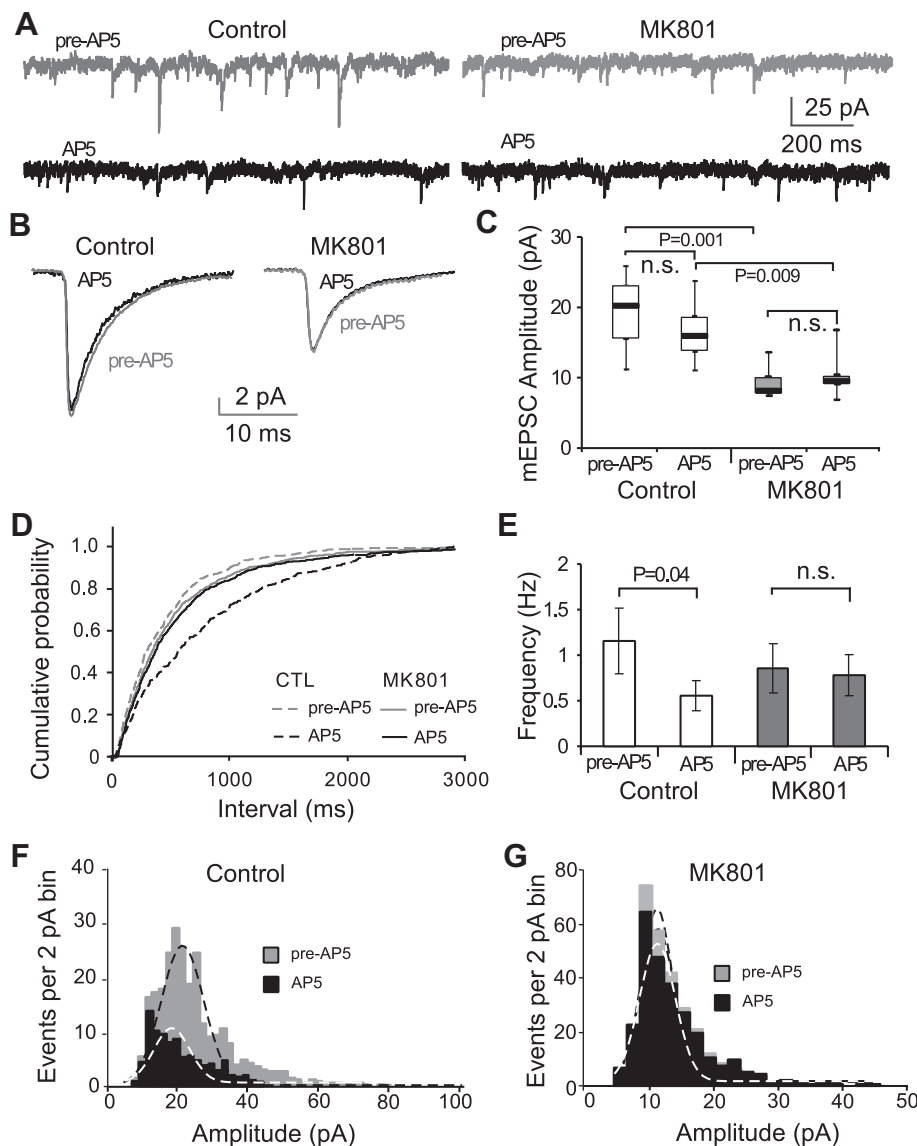 A
Control
MK801
pre-AP5
pre-AP5
25 pA
200 ms
AP5
AP5
B
Control
MK801
AP5
AP5
pre-AP5
pre-AP5
2 pA
10 ms
C
mEPSC Amplitude (pA)
30
20
10
0
P=0.001
n.s.
P=0.009
n.s.
pre-AP5 AP5 pre-AP5 AP5
Control MK801
D
Cumulative probability
1.0
0.8
0.6
0.4
0.2
0
CTL MK801
pre-AP5 pre-AP5
AP5 AP5
0 1000 2000 3000
Interval (ms)
E
Frequency (Hz)
2
1.5
1
0.5
0
P=0.04
n.s.
pre-AP5 AP5 pre-AP5 AP5
Control MK801
F
Control
Events per 2 pA bin
40
30
20
10
0
pre-AP5
AP5
0 20 40 60 80 100
Amplitude (pA)
G
MK801
Events per 2 pA bin
80
60
40
20
0
pre-AP5
AP5
0 10 20 30 40 50
Amplitude (pA)